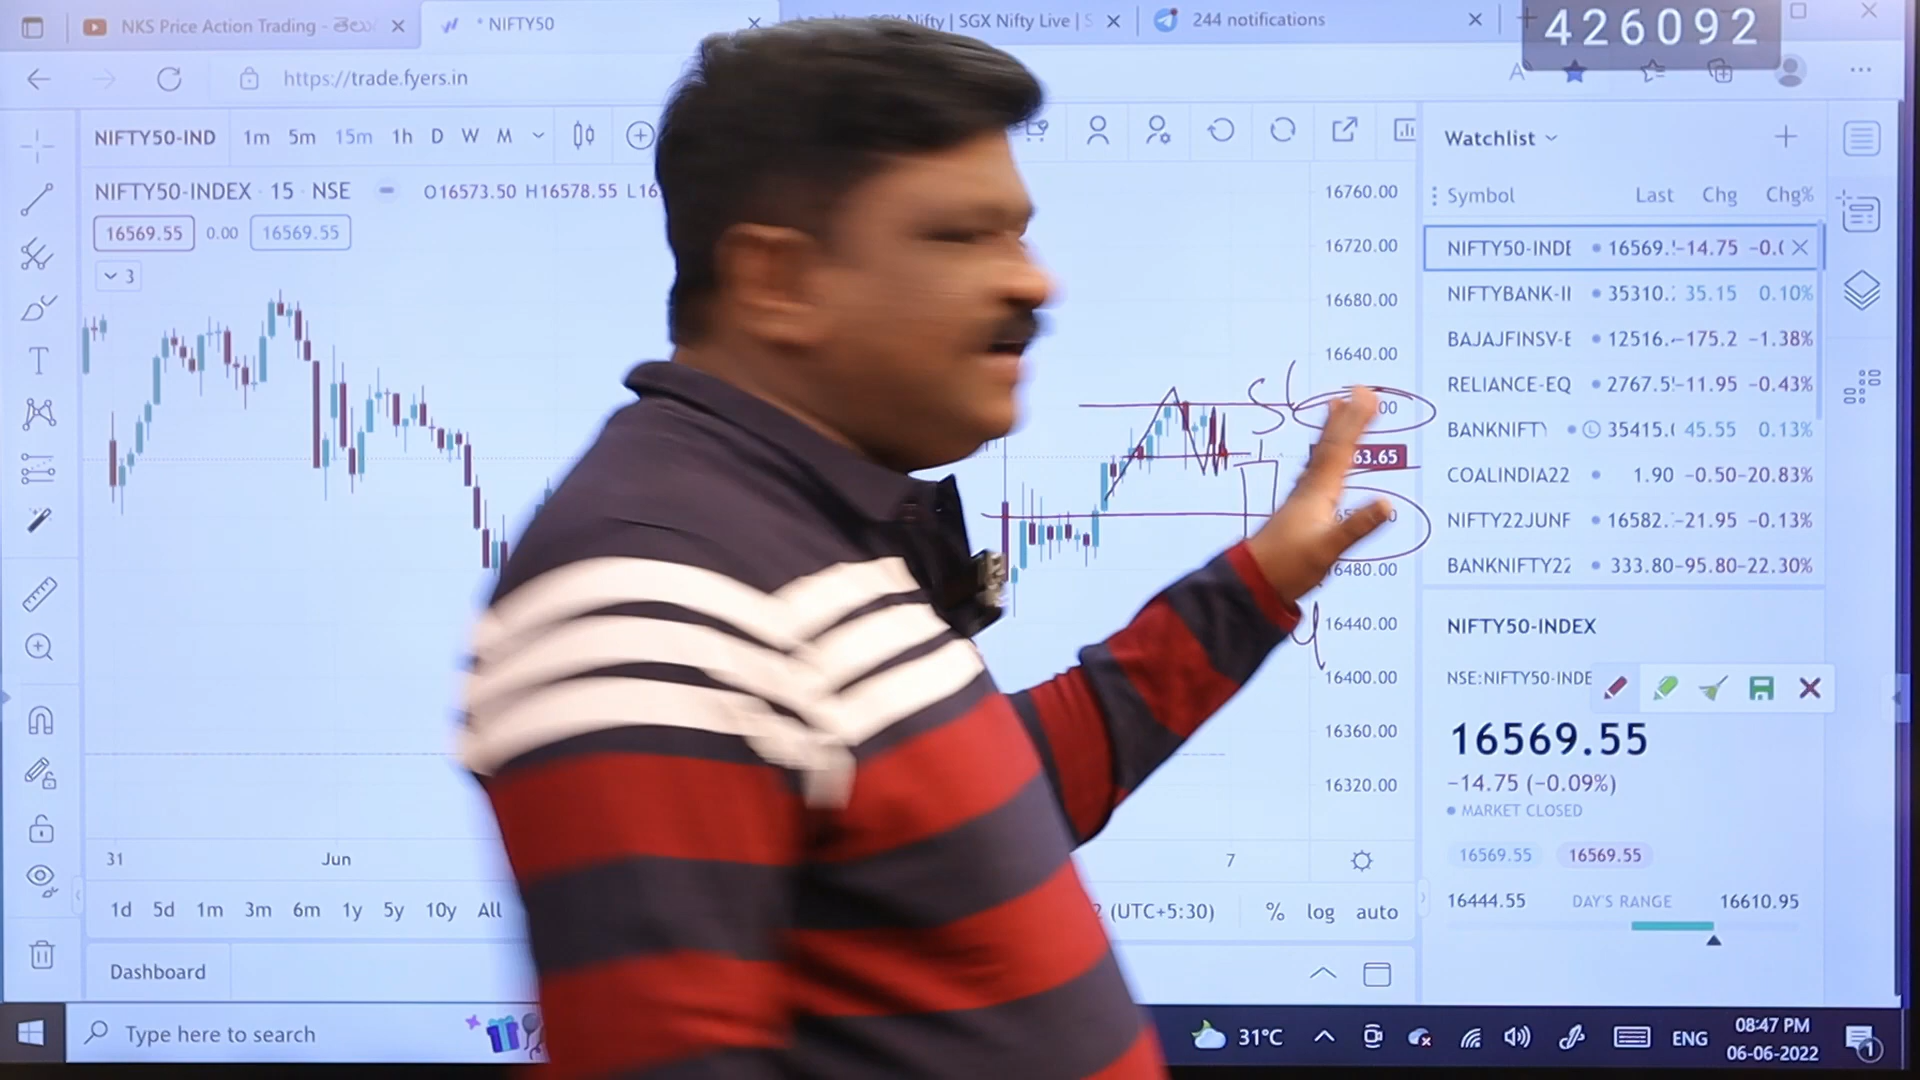 NKS Price Action Trading - తెలు
NIFTY50
Nifty | SGX Nifty Live | S
244 notifications
426092
https://trade.fyers.in
NIFTY50-IND
1m 5m 15m 1h D W M
NIFTY50-INDEX · 15 · NSE
O16573.50 H16578.55 L16
16569.55 0.00 16569.55
3
16760.00
16720.00
16680.00
16640.00
SL
63.65
16480.00
16440.00
16400.00
16360.00
16320.00
31 Jun 7
1d 5d 1m 3m 6m 1y 5y 10y All
(UTC+5:30) % log auto
Dashboard
Watchlist
Symbol Last Chg Chg%
NIFTY50-INDE 16569. -14.75 -0.(
NIFTYBANK-II 35310. 35.15 0.10%
BAJAJFINSV-E 12516. -175.2 -1.38%
RELIANCE-EQ 2767.5 -11.95 -0.43%
BANKNIFTY 35415.( 45.55 0.13%
COALINDIA22 1.90 -0.50 -20.83%
NIFTY22JUNF 16582. -21.95 -0.13%
BANKNIFTY22 333.80 -95.80 -22.30%
NIFTY50-INDEX
NSE:NIFTY50-INDE
16569.55
-14.75 (-0.09%)
MARKET CLOSED
16569.55 16569.55
16444.55 DAY'S RANGE 16610.95
Type here to search
31°C
ENG
08:47 PM
06-06-2022
1